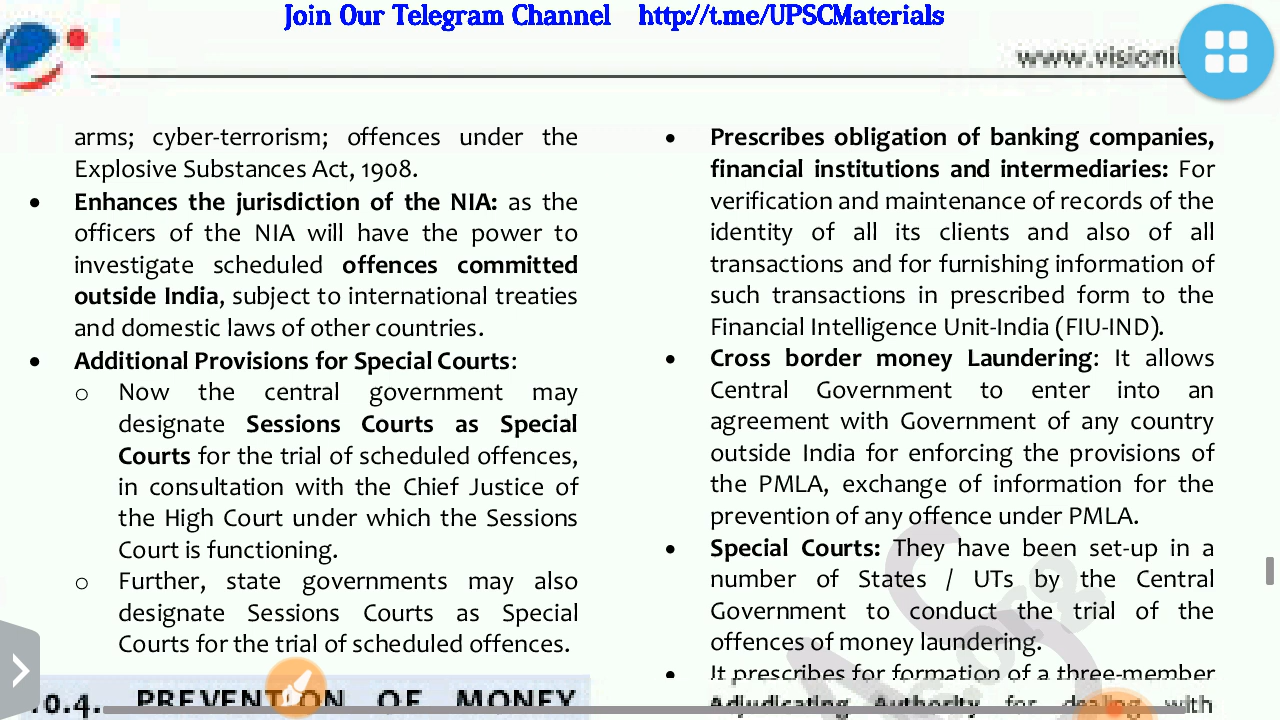 Join Our Telegram Channel http://t.me/UPSCMaterials
www.visioni
arms; cyber-terrorism; offences under the
Explosive Substances Act, 1908.
• Enhances the jurisdiction of the NIA: as the
officers of the NIA will have the power to
investigate scheduled offences committed
outside India, subject to international treaties
and domestic laws of other countries.
• Additional Provisions for Special Courts:
o Now the central government may
designate Sessions Courts as Special
Courts for the trial of scheduled offences,
in consultation with the Chief Justice of
the High Court under which the Sessions
Court is functioning.
o Further, state governments may also
designate Sessions Courts as Special
Courts for the trial of scheduled offences.
10.4. PREVENTION OF MONEY
• Prescribes obligation of banking companies,
financial institutions and intermediaries: For
verification and maintenance of records of the
identity of all its clients and also of all
transactions and for furnishing information of
such transactions in prescribed form to the
Financial Intelligence Unit-India (FIU-IND).
• Cross border money Laundering: It allows
Central Government to enter into an
agreement with Government of any country
outside India for enforcing the provisions of
the PMLA, exchange of information for the
prevention of any offence under PMLA.
• Special Courts: They have been set-up in a
number of States / UTs by the Central
Government to conduct the trial of the
offences of money laundering.
• It prescribes for formation of a three-member
Adjudicating Authority for dealing with